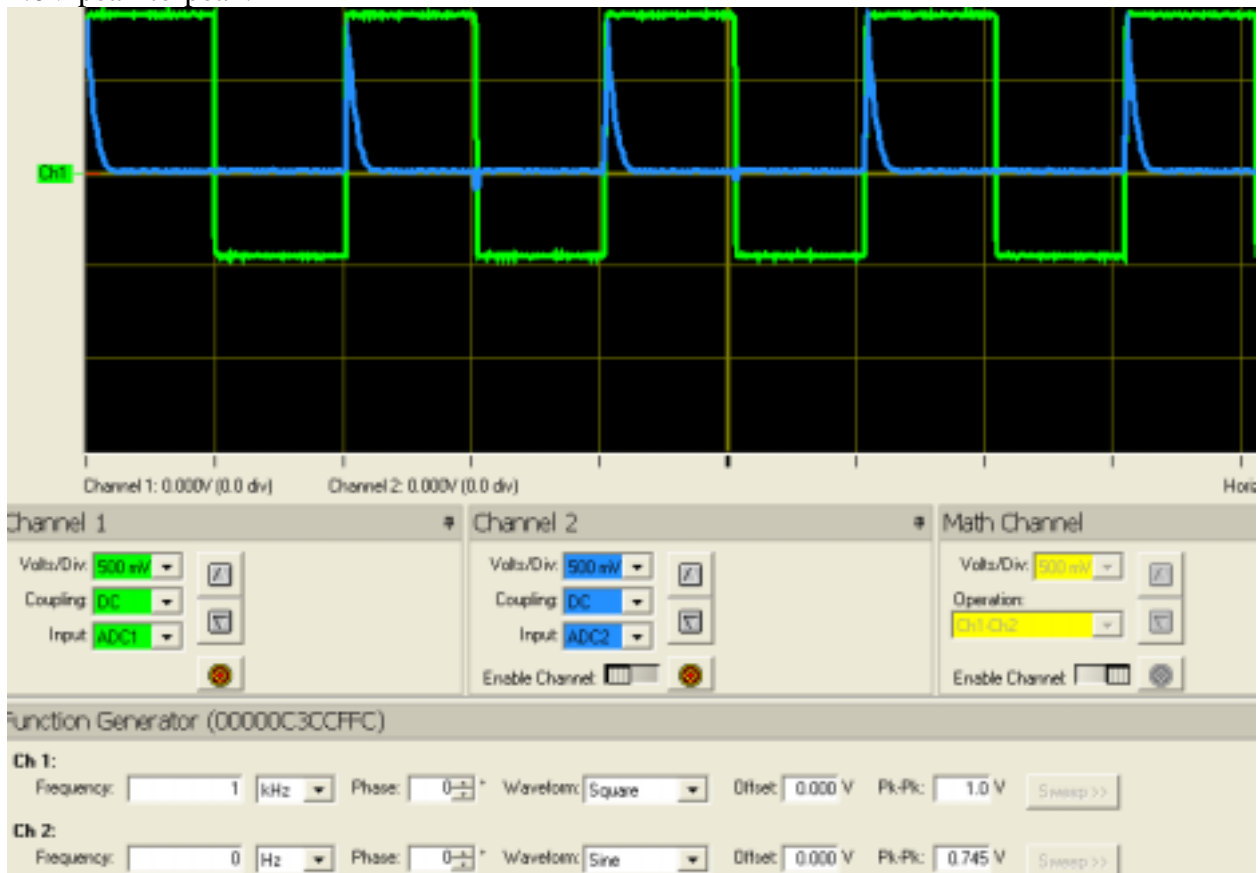 Ch1
Channel 1: 0.000V (0.0 div) Channel 2: 0.000V (0.0 div) Horiz
Channel 1 Channel 2 Math Channel
Volts/Div: 500 mV Volts/Div: 500 mV Volts/Div: 500 mV
Coupling: DC Coupling: DC Operation:
Input: ADC1 Input: ADC2 Ch1-Ch2
Enable Channel: Enable Channel:
Function Generator (00000C3CCFFC)
Ch 1:
Frequency: 1 kHz Phase: 0 ° Waveform: Square Offset: 0.000 V Pk-Pk: 1.0 V Sweep >>
Ch 2:
Frequency: 0 Hz Phase: 0 ° Waveform: Sine Offset: 0.000 V Pk-Pk: 0.745 V Sweep >>